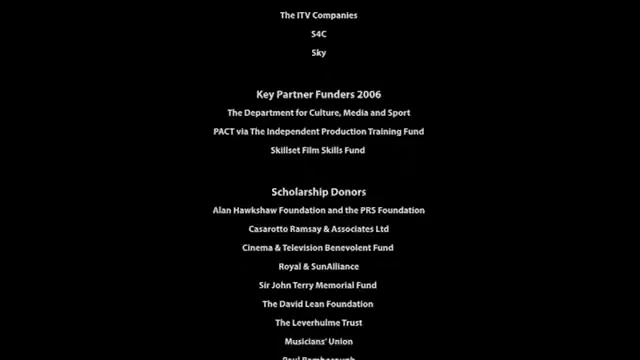 The ITV Companies
S4C
Sky
Key Partner Funders 2006
The Department for Culture, Media and Sport
PACT via The Independent Production Training Fund
Skillset Film Skills Fund
Scholarship Donors
Alan Hawkshaw Foundation and the PRS Foundation
Casarotto Ramsay & Associates Ltd
Cinema & Television Benevolent Fund
Royal & SunAlliance
Sir John Terry Memorial Fund
The David Lean Foundation
The Leverhulme Trust
Musicians' Union